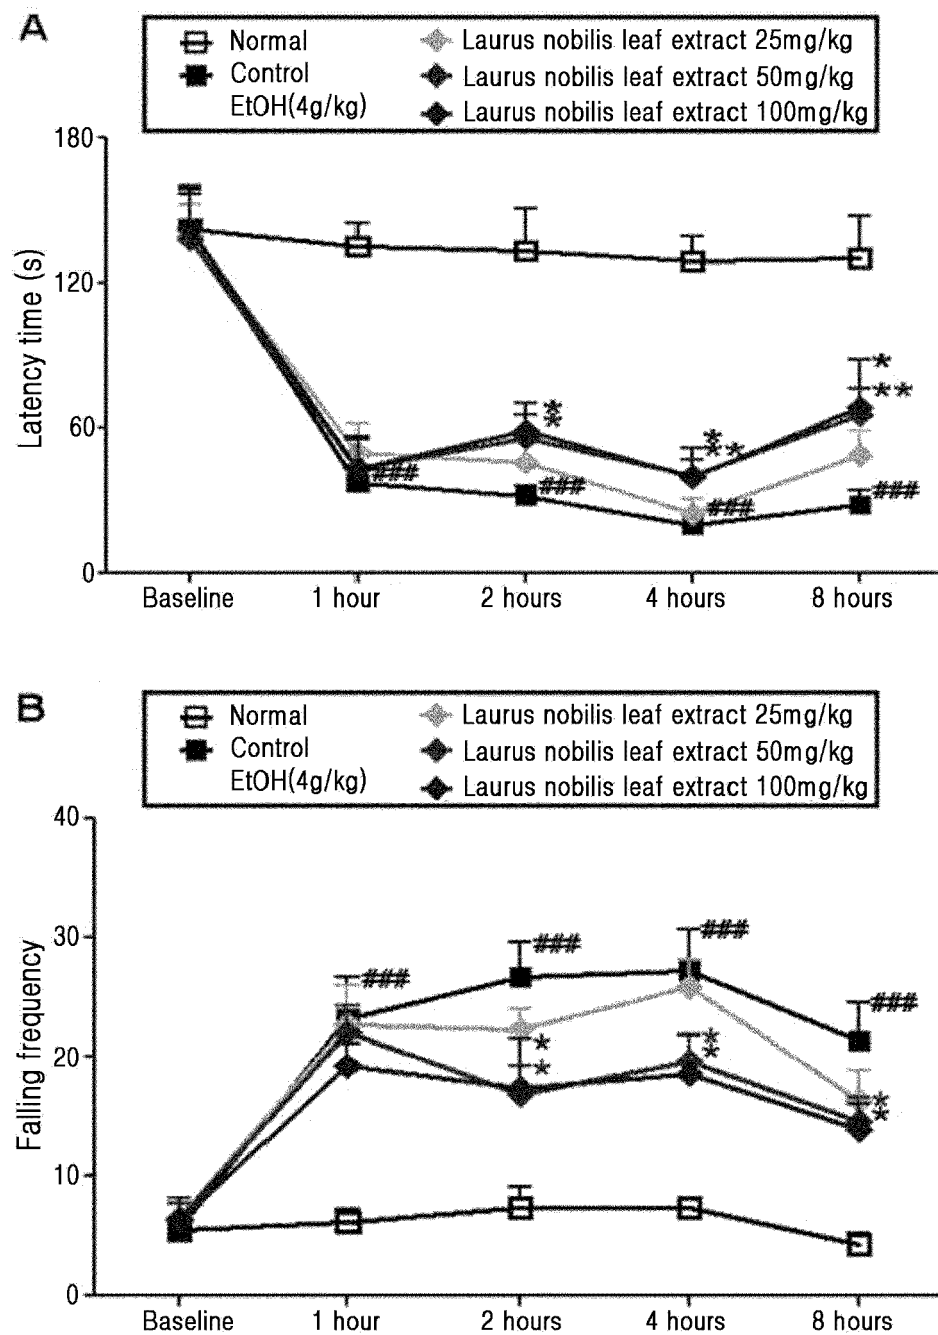 A
Normal
Control
EtOH(4g/kg)
Laurus nobilis leaf extract 25mg/kg
Laurus nobilis leaf extract 50mg/kg
Laurus nobilis leaf extract 100mg/kg
Latency time (s)
180
120
60
0
*
**
*
*
*
**
###
###
###
###
Baseline 1 hour 2 hours 4 hours 8 hours
B
Normal
Control
EtOH(4g/kg)
Laurus nobilis leaf extract 25mg/kg
Laurus nobilis leaf extract 50mg/kg
Laurus nobilis leaf extract 100mg/kg
Falling frequency
40
30
20
10
0
###
###
###
###
*
*
*
*
*
*
Baseline 1 hour 2 hours 4 hours 8 hours